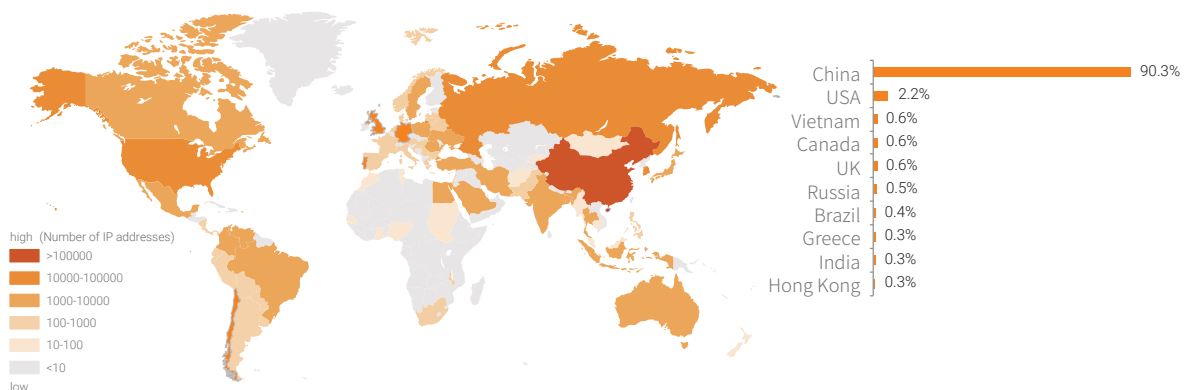 high (Number of IP addresses)
>100000
10000-100000
1000-10000
100-1000
10-100
<10
low
China 90.3%
USA 2.2%
Vietnam 0.6%
Canada 0.6%
UK 0.6%
Russia 0.5%
Brazil 0.4%
Greece 0.3%
India 0.3%
Hong Kong 0.3%